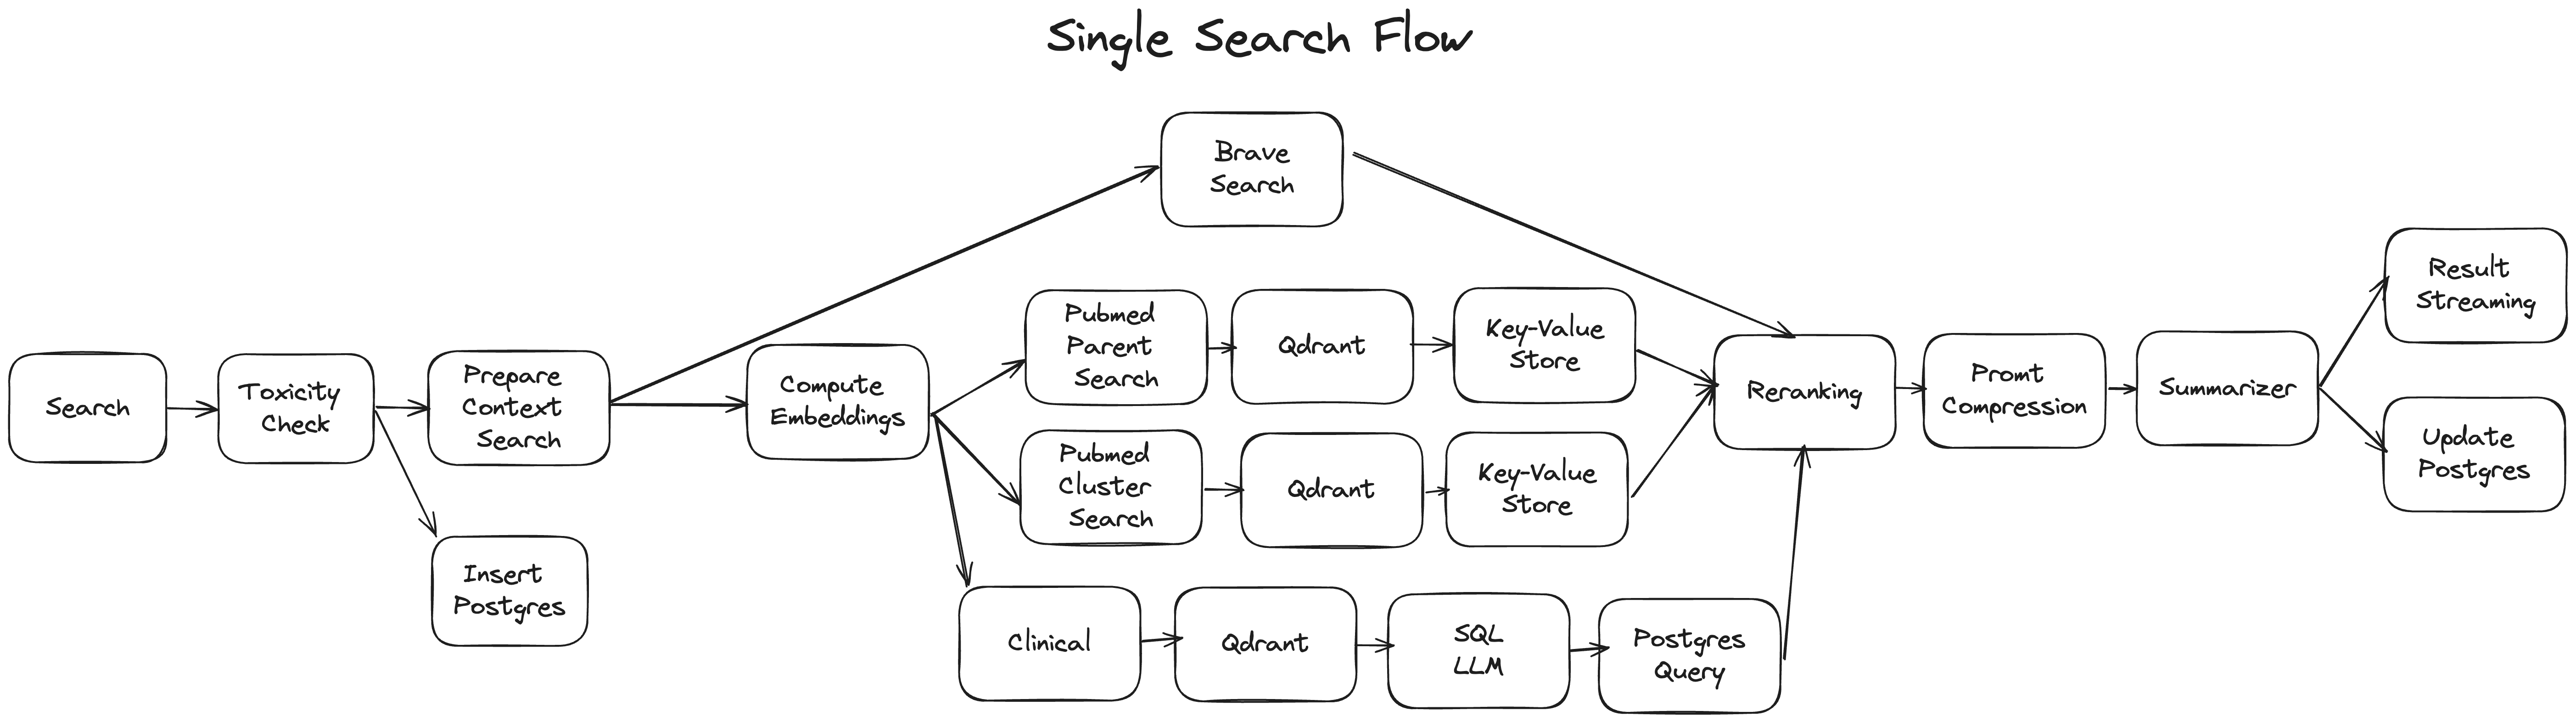 Single Search Flow
Brave
Search
Search
Toxicity
Check
Prepare
Context
Search
Insert
Postgres
Compute
Embeddings
Pubmed
Parent
Search
Qdrant
Key-Value
Store
Pubmed
Cluster
Search
Qdrant
Key-Value
Store
Clinical
Qdrant
SQL
LLM
Postgres
Query
Reranking
Promt
Compression
Summarizer
Result
Streaming
Update
Postgres